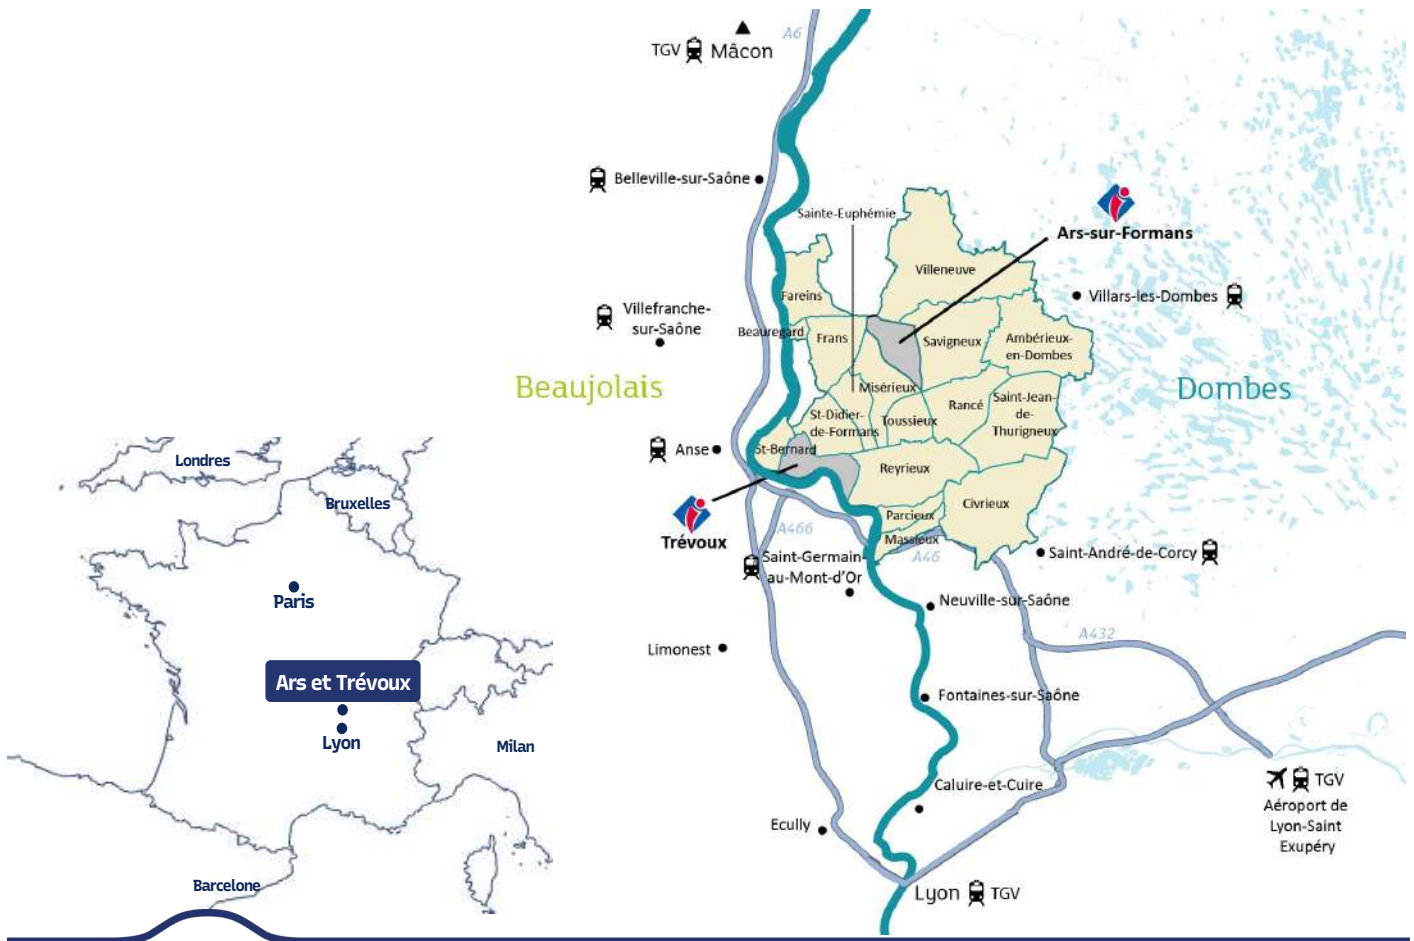 A6
TGV Mâcon
Belleville-sur-Saône
Sainte-Euphémie
Ars-sur-Formans
Villeneuve
Fareins
Villars-les-Dombes
Villefranche-
sur-Saône
Beauregard
Frans
Savigneux
Ambérieux-
en-Dombes
Beaujolais
Dombes
Misérieux
Rancé
Saint-Jean-
de-
Thurigneux
St-Didier-
de-Formans
Toussieux
Anse
St-Bernard
Reyrieux
Civrieux
Parcieux
Massieux
Trévoux
A466
A46
Saint-Germain-
au-Mont-d'Or
Saint-André-de-Corcy
Neuville-sur-Saône
A432
Limonest
Fontaines-sur-Saône
Caluire-et-Cuire
Ecully
TGV
Aéroport de
Lyon-Saint
Exupéry
Lyon TGV
Londres
Bruxelles
Paris
Ars et Trévoux
Lyon
Milan
Barcelone